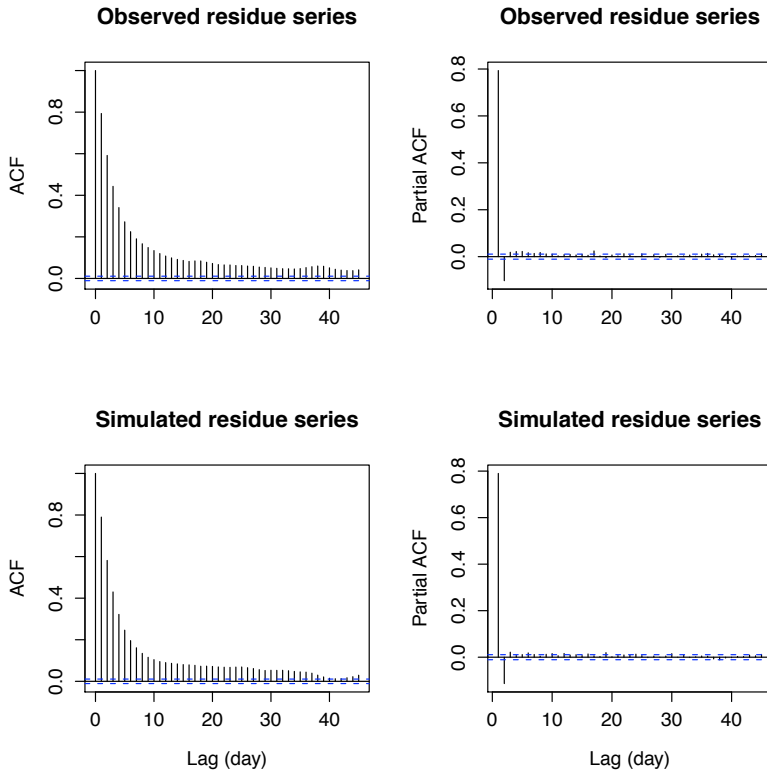 Observed residue series
ACF
0.0 0.4 0.8
0 10 20 30 40
Observed residue series
Partial ACF
0.0 0.2 0.4 0.6 0.8
0 10 20 30 40
Simulated residue series
ACF
0.0 0.4 0.8
0 10 20 30 40
Lag (day)
Simulated residue series
Partial ACF
0.0 0.2 0.4 0.6 0.8
0 10 20 30 40
Lag (day)